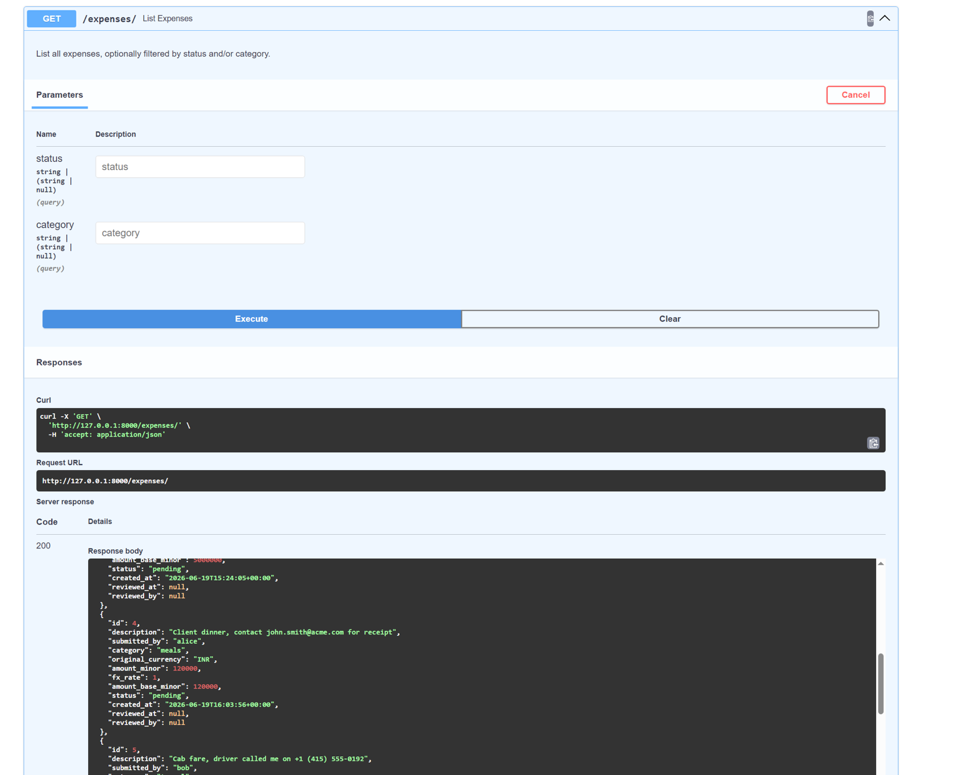 GET /expenses/ List Expenses
List all expenses, optionally filtered by status and/or category.
Parameters
Cancel
Name Description
status
string |
(string |
null)
(query)
status
category
string |
(string |
null)
(query)
category
Execute Clear
Responses
Curl
curl -X 'GET' \
'http://127.0.0.1:8000/expenses/' \
-H 'accept: application/json'
Request URL
http://127.0.0.1:8000/expenses/
Server response
Code Details
200
Response body
"amount_base_minor": 5000000,
"status": "pending",
"created_at": "2026-06-19T15:24:05+00:00",
"reviewed_at": null,
"reviewed_by": null
},
{
"id": 4,
"description": "Client dinner, contact john.smith@acme.com for receipt",
"submitted_by": "alice",
"category": "meals",
"original_currency": "INR",
"amount_minor": 120000,
"fx_rate": 1,
"amount_base_minor": 120000,
"status": "pending",
"created_at": "2026-06-19T16:03:56+00:00",
"reviewed_at": null,
"reviewed_by": null
},
{
"id": 5,
"description": "Cab fare, driver called me on +1 (415) 555-0192",
"submitted_by": "bob",